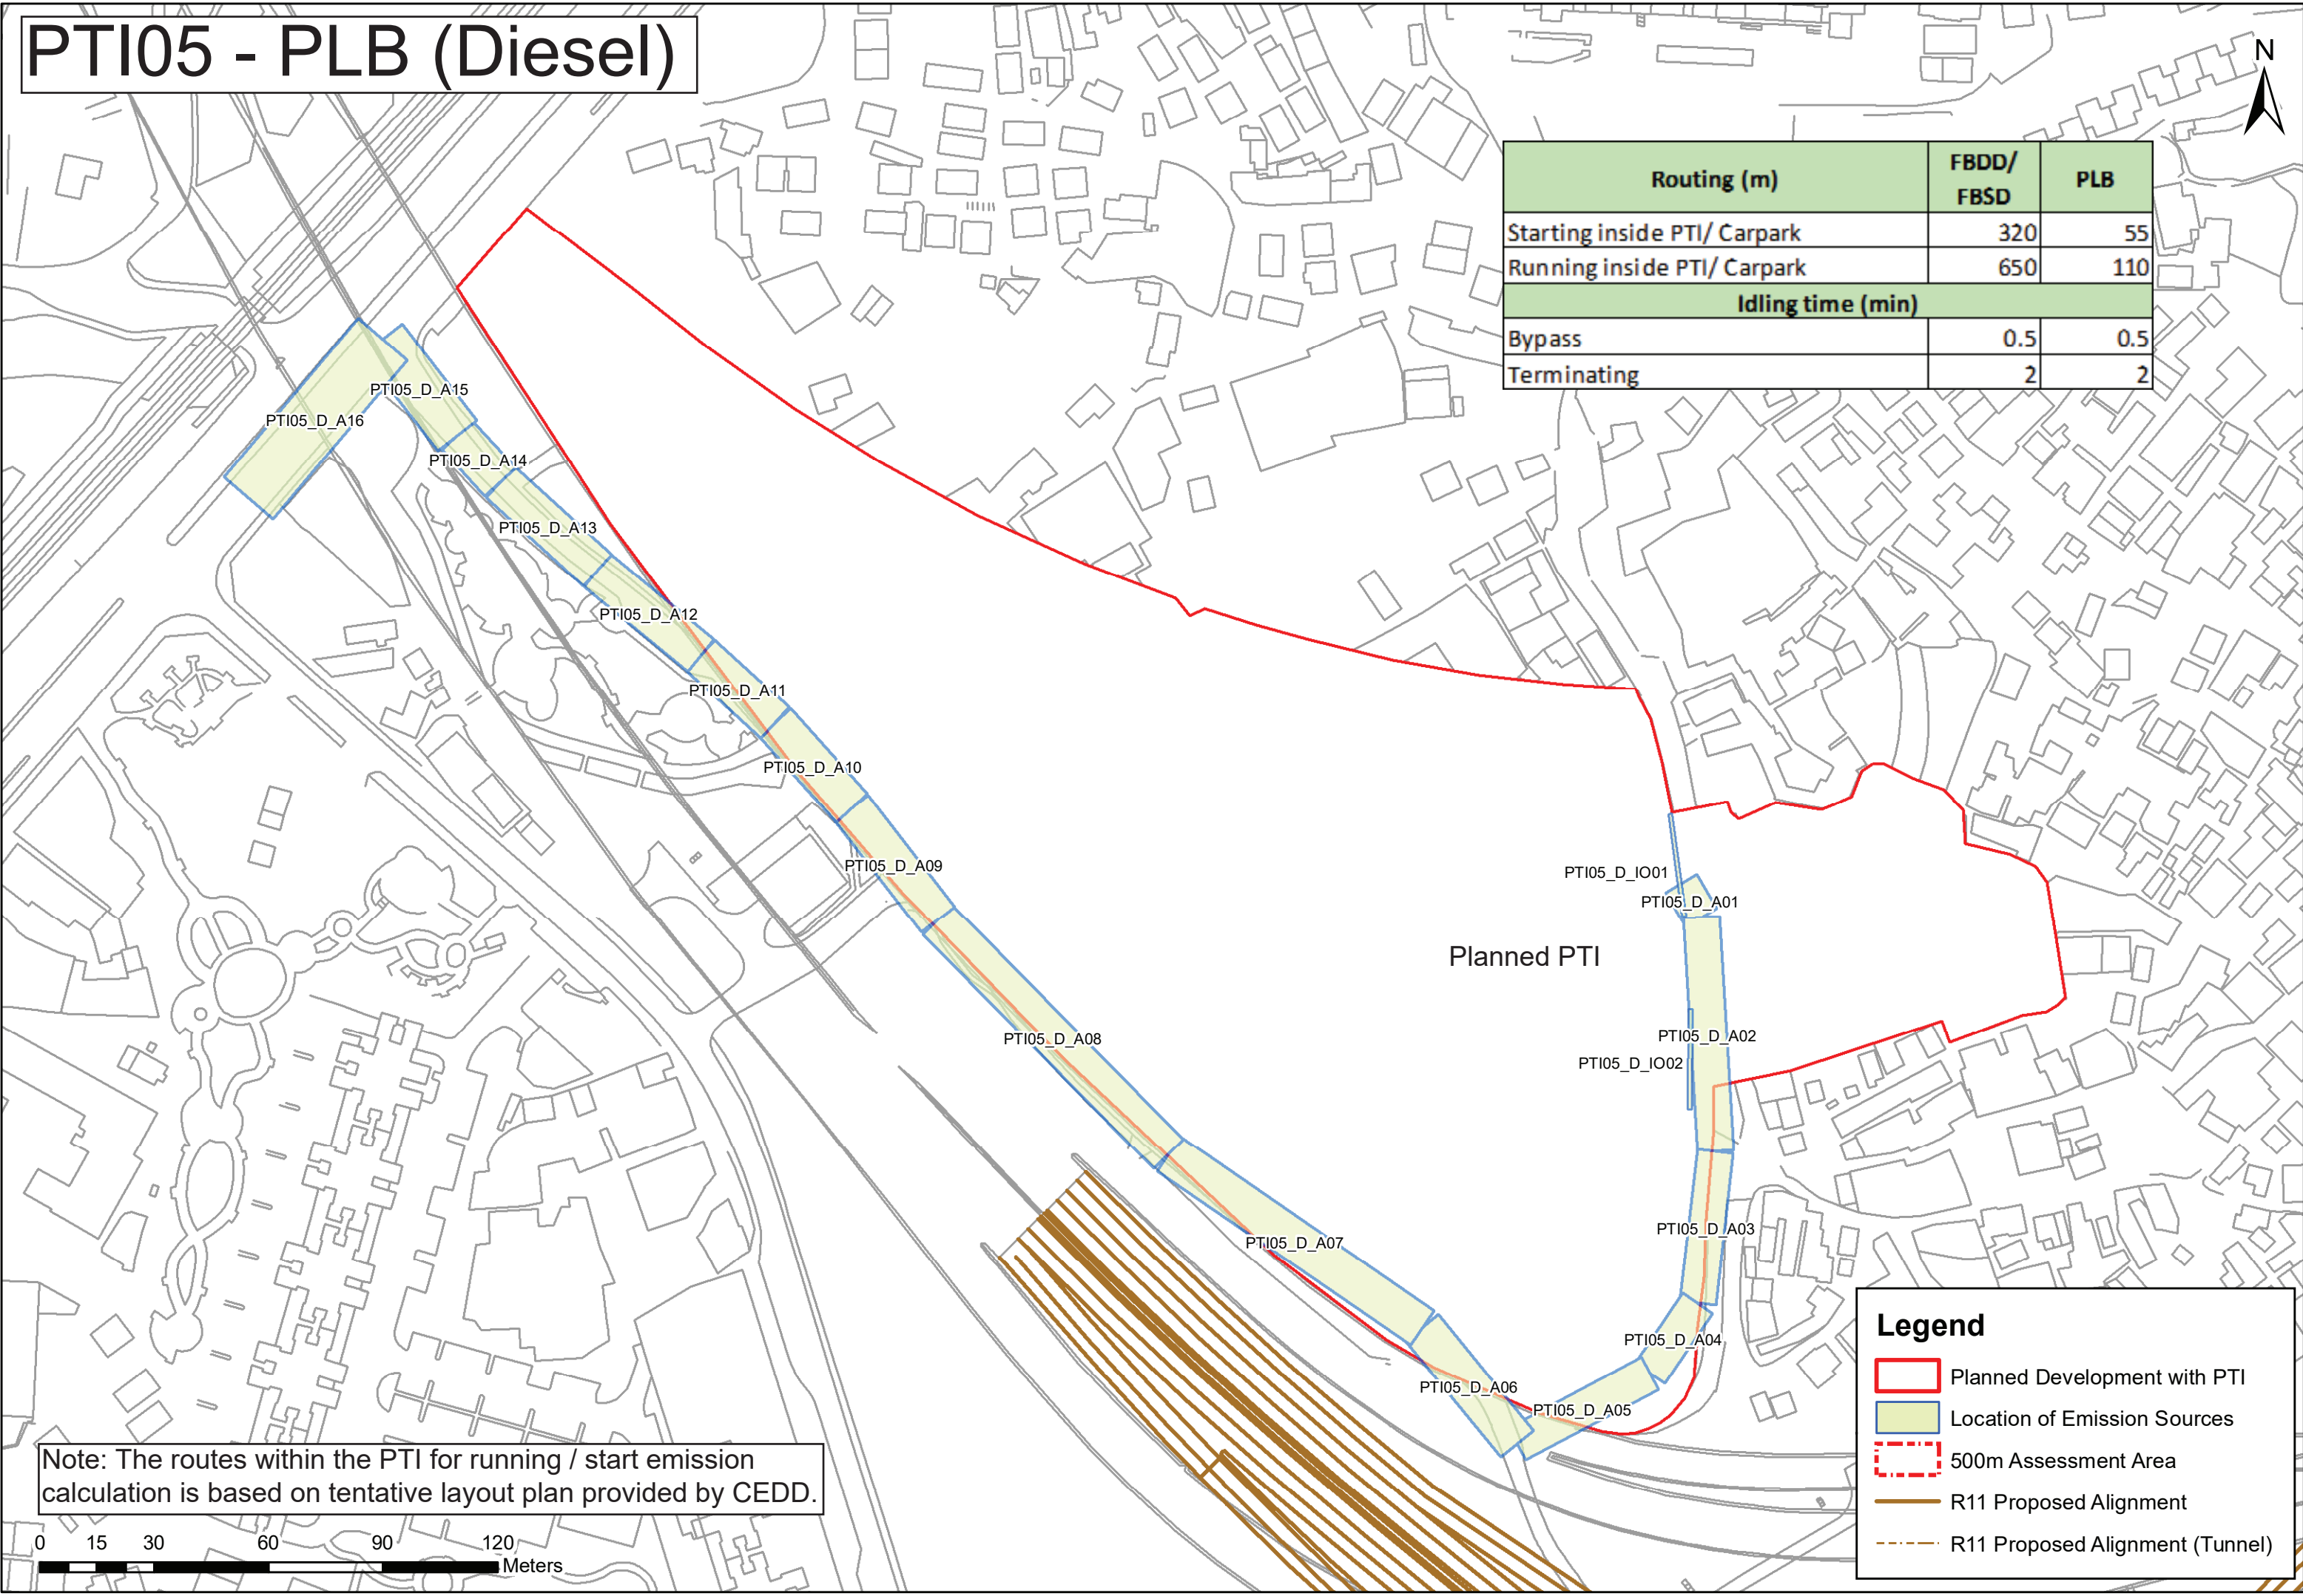 PTI05 - PLB (Diesel)
N
Routing (m)
FBDD/
FBSD
PLB
Starting inside PTI/ Carpark 320 55
Running inside PTI/ Carpark 650 110
Idling time (min)
Bypass 0.5 0.5
Terminating 2 2
PTI05_D_A15
PTI05_D_A16
PTI05_D_A14
PTI05_D_A13
PTI05_D_A12
PTI05_D_A11
PTI05_D_A10
PTI05_D_A09
PTI05_D_IO01
PTI05_D_A01
Planned PTI
PTI05_D_A02
PTI05_D_A08
PTI05_D_IO02
PTI05_D_A03
PTI05_D_A07
PTI05_D_A04
PTI05_D_A06
PTI05_D_A05
Legend
Planned Development with PTI
Location of Emission Sources
500m Assessment Area
R11 Proposed Alignment
R11 Proposed Alignment (Tunnel)
Note: The routes within the PTI for running / start emission
calculation is based on tentative layout plan provided by CEDD.
0 15 30 60 90 120
Meters